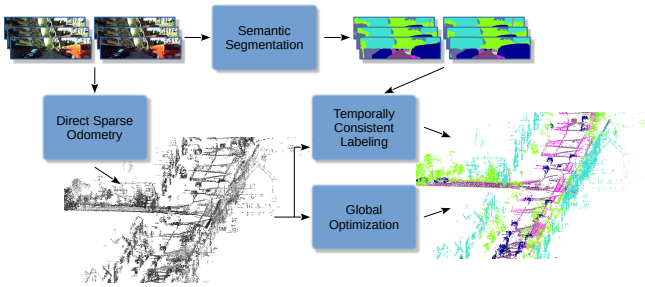 Semantic
Segmentation
Direct Sparse
Odometry
Temporally
Consistent
Labeling
Global
Optimization